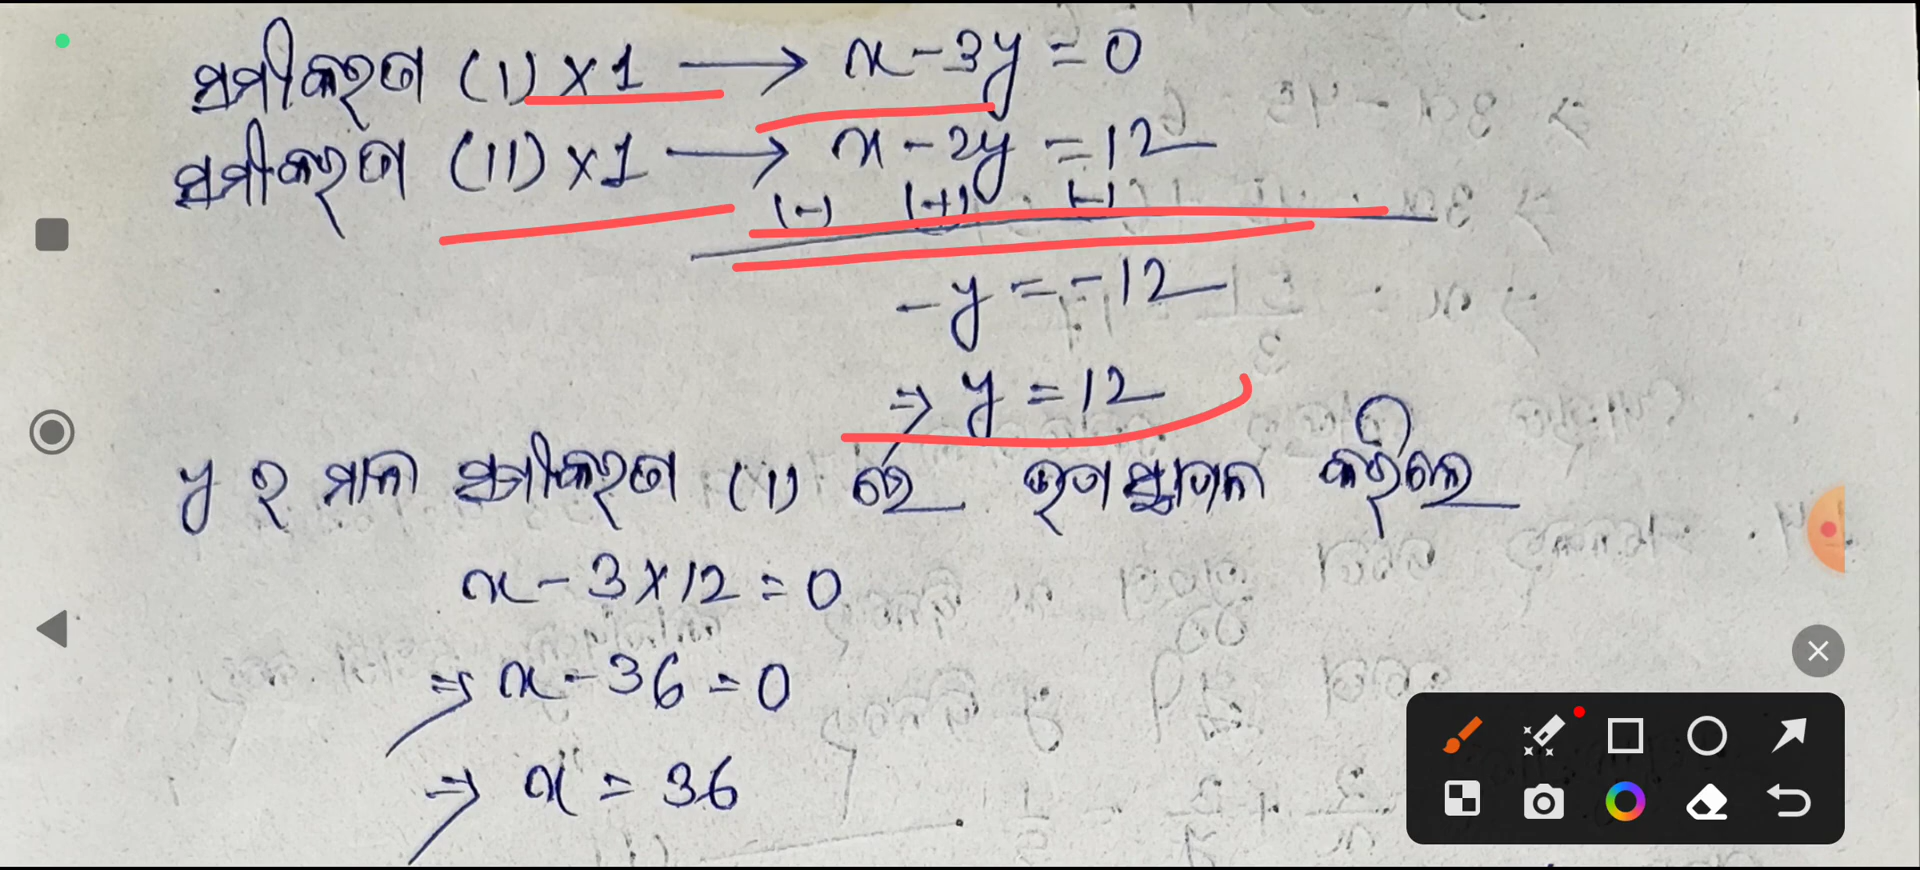 ସମୀକରଣ (I) × 1 → x - 3y = 0
ସମୀକରଣ (II) × 1 → x - 2y = 12
(-) (+) (-)
-y = -12
⇒ y = 12
y ର ମାନ ସମୀକରଣ (I) ରେ ଉପସ୍ଥାପନ କରିଲେ
x - 3 × 12 = 0
⇒ x - 36 = 0
⇒ x = 36